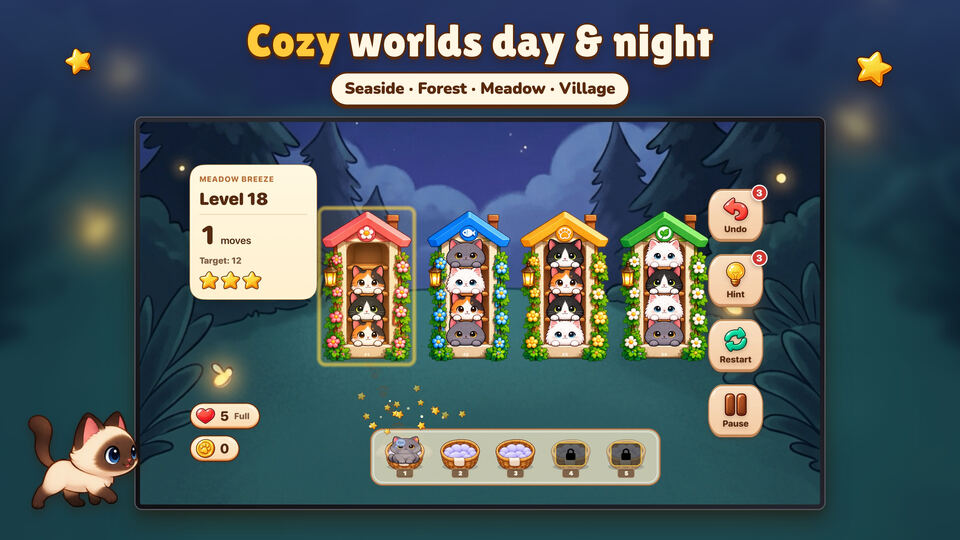 Cozy worlds day & night
Seaside · Forest · Meadow · Village
MEADOW BREEZE
Level 18
1 moves
Target: 12
3
Undo
3
Hint
Restart
Pause
5 Full
0
1
2
3
4
5